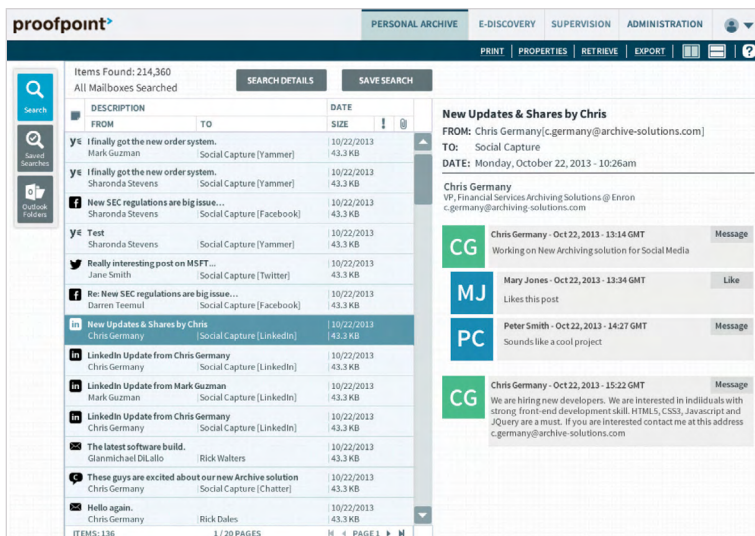 proofpoint
PERSONAL ARCHIVE E-DISCOVERY SUPERVISION ADMINISTRATION
PRINT | PROPERTIES | RETRIEVE | EXPORT | ?
Search
Saved Searches
Outlook Folders
Items Found: 214,360
All Mailboxes Searched
SEARCH DETAILS SAVE SEARCH
DESCRIPTION DATE
FROM TO SIZE !
I finally got the new order system. 10/22/2013
Mark Guzman Social Capture [Yammer] 43.3 KB
I finally got the new order system. 10/22/2013
Sharonda Stevens Social Capture [Yammer] 43.3 KB
New SEC regulations are big issue... 10/22/2013
Sharonda Stevens Social Capture [Facebook] 43.3 KB
Test 10/22/2013
Sharonda Stevens Social Capture [Yammer] 43.3 KB
Really interesting post on MSFT... 10/22/2013
Jane Smith Social Capture [Twitter] 43.3 KB
Re: New SEC regulations are big issue... 10/22/2013
Darren Teemul Social Capture [Facebook] 43.3 KB
New Updates & Shares by Chris 10/22/2013
Chris Germany Social Capture [LinkedIn] 43.3 KB
LinkedIn Update from Chris Germany 10/22/2013
Chris Germany Social Capture [LinkedIn] 43.3 KB
LinkedIn Update from Mark Guzman 10/22/2013
Mark Guzman Social Capture [LinkedIn] 43.3 KB
LinkedIn Update from Chris Germany 10/22/2013
Chris Germany Social Capture [LinkedIn] 43.3 KB
The latest software build. 10/22/2013
Gianmichael DiLallo Rick Walters 43.3 KB
These guys are excited about our new Archive solution 10/22/2013
Chris Germany Social Capture [Chatter] 43.3 KB
Hello again. 10/22/2013
Chris Germany Rick Dales 43.3 KB
ITEMS: 136 1 / 20 PAGES PAGE 1
New Updates & Shares by Chris
FROM: Chris Germany[c.germany@archive-solutions.com]
TO: Social Capture
DATE: Monday, October 22, 2013 - 10:26am
Chris Germany
VP, Financial Services Archiving Solutions @ Enron
c.germany@archiving-solutions.com
CG Chris Germany - Oct 22, 2013 - 13:14 GMT Message
Working on New Archiving solution for Social Media
MJ Mary Jones - Oct 22, 2013 - 13:34 GMT Like
Likes this post
PC Peter Smith - Oct 22, 2013 - 14:27 GMT Message
Sounds like a cool project
CG Chris Germany - Oct 22, 2013 - 15:22 GMT Message
We are hiring new developers. We are interested in indiiduals with
strong front-end development skill. HTML5, CSS3, Javascript and
JQuery are a must. If you are interested contact me at this address
c.germany@archive-solutions.com